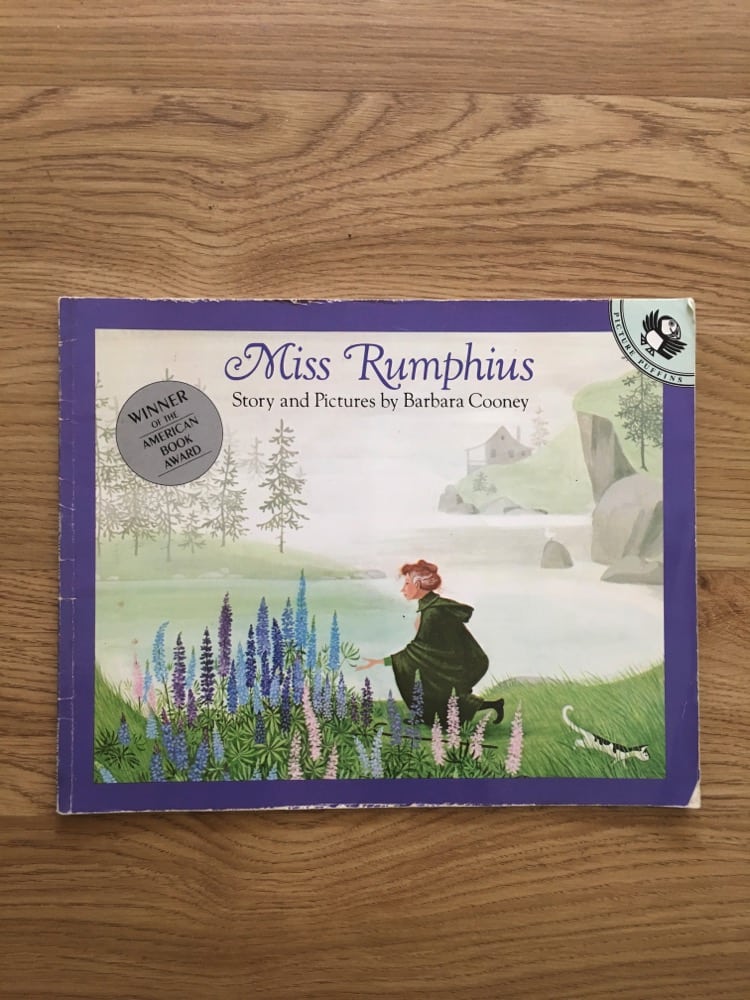 Miss Rumphius
Story and Pictures by Barbara Cooney
WINNER
OF THE
AMERICAN
BOOK
AWARD
PICTURE PUFFINS